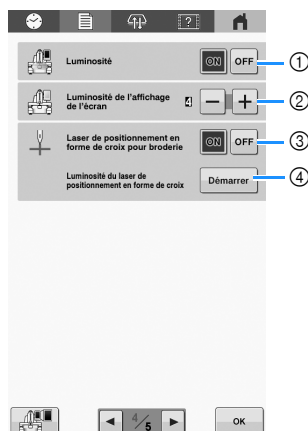 ?
Luminosité
ON
OFF
①
Luminosité de l'affichage
de l'écran
4
−
+
②
Laser de positionnement en
forme de croix pour broderie
ON
OFF
③
Luminosité du laser de
positionnement en forme de croix
Démarrer
④
4/5
OK